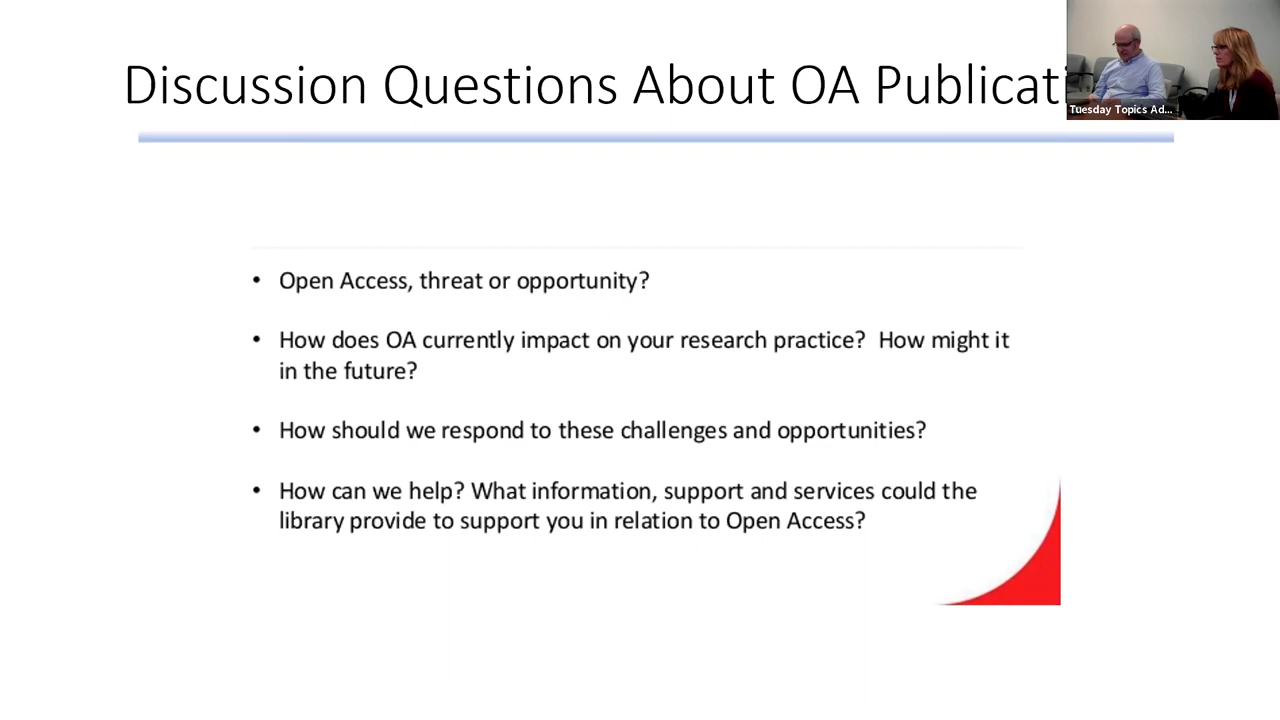 Discussion Questions About OA
Tuesday Topics Ad...
• Open Access, threat or opportunity?
• How does OA currently impact on your research practice? How might it
in the future?
• How should we respond to these challenges and opportunities?
• How can we help? What information, support and services could the
library provide to support you in relation to Open Access?